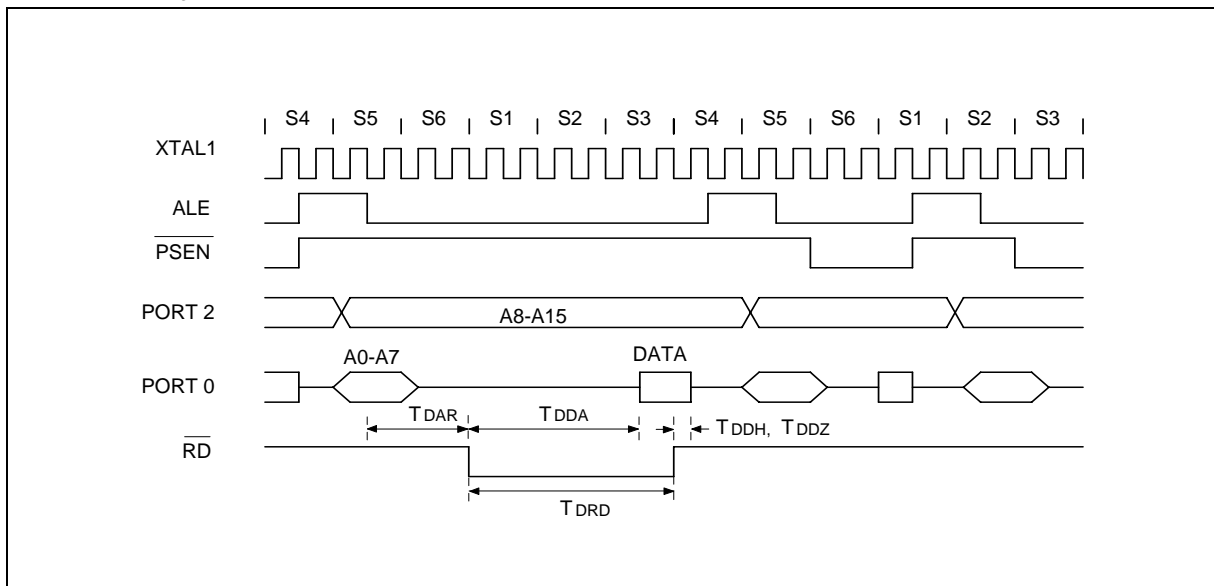 S4 S5 S6 S1 S2 S3 S4 S5 S6 S1 S2 S3
XTAL1
ALE
PSEN
PORT 2
A8-A15
A0-A7
DATA
PORT 0
TDAR
TDDA
TDDH, TDDZ
RD
TDRD